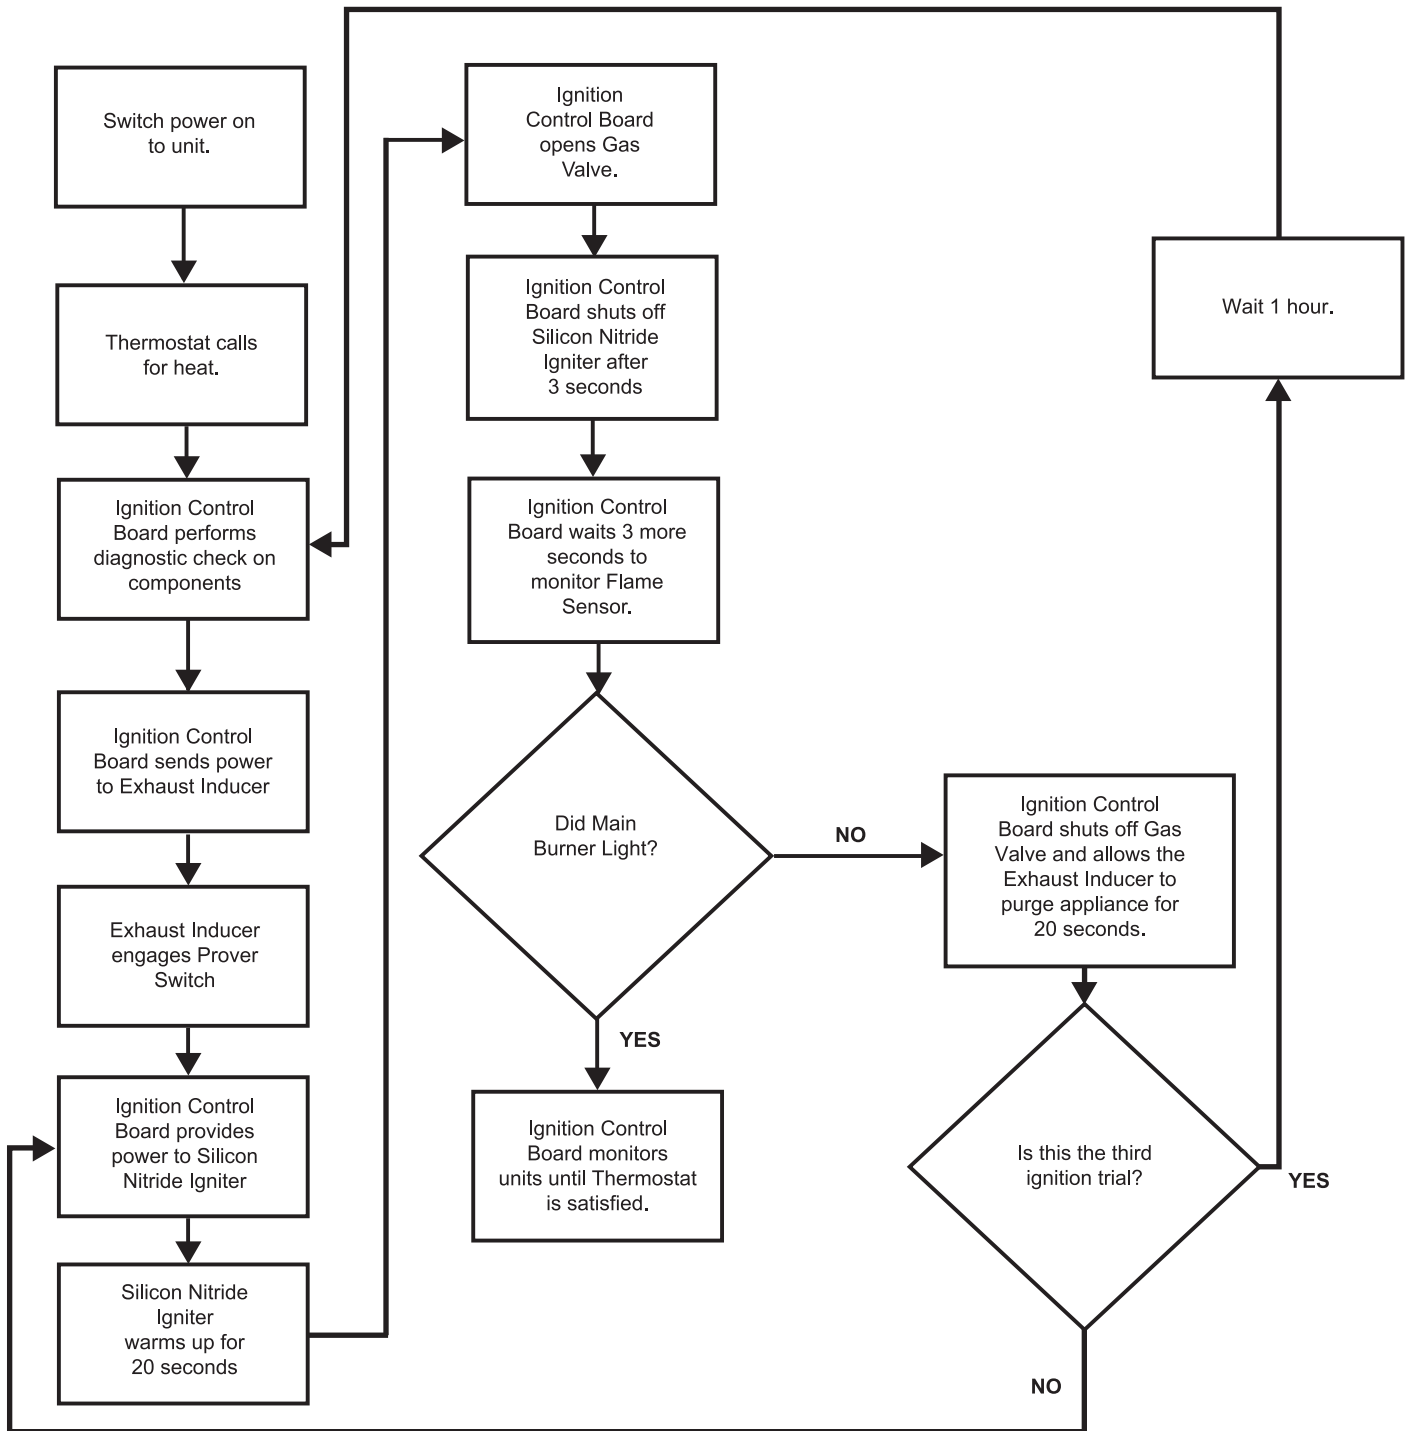 Switch power on
to unit.
Thermostat calls
for heat.
Ignition Control
Board performs
diagnostic check on
components
Ignition Control
Board sends power
to Exhaust Inducer
Exhaust Inducer
engages Prover
Switch
Ignition Control
Board provides
power to Silicon
Nitride Igniter
Silicon Nitride
Igniter
warms up for
20 seconds
Ignition
Control Board
opens Gas
Valve.
Ignition Control
Board shuts off
Silicon Nitride
Igniter after
3 seconds
Ignition Control
Board waits 3 more
seconds to
monitor Flame
Sensor.
Did Main
Burner Light?
YES
Ignition Control
Board monitors
units until Thermostat
is satisfied.
NO
Ignition Control
Board shuts off Gas
Valve and allows the
Exhaust Inducer to
purge appliance for
20 seconds.
Is this the third
ignition trial?
YES
NO
Wait 1 hour.